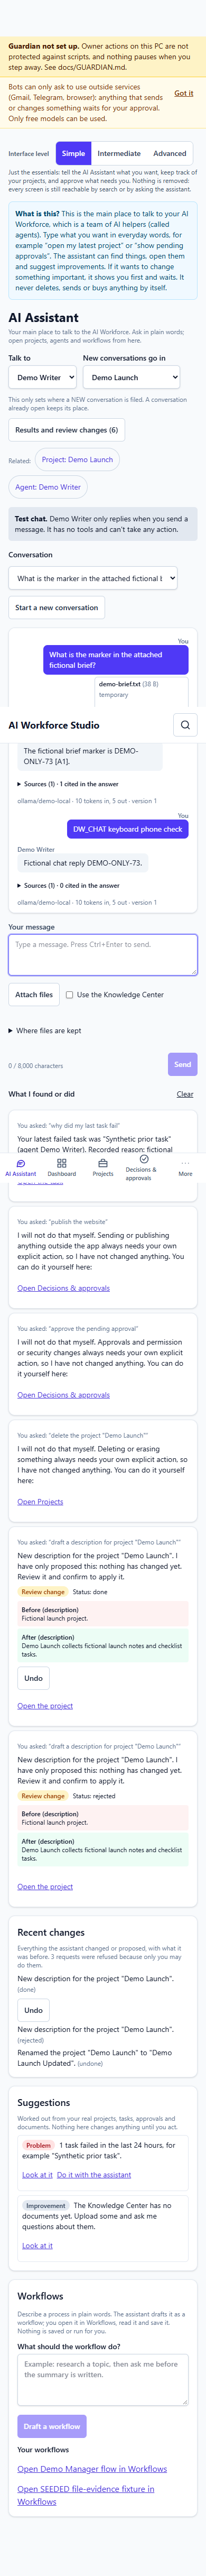 Guardian not set up. Owner actions on this PC are not
protected against scripts, and nothing pauses when you
step away. See docs/GUARDIAN.md.
Bots can only ask to use outside services
(Gmail, Telegram, browser): anything that sends
or changes something waits for your approval.
Only free models can be used.
Got it
Interface level
Simple
Intermediate
Advanced
Just the essentials: tell the AI Assistant what you want, keep track
of your projects, and approve what needs you. Nothing is removed:
every screen is still reachable by search or by asking the assistant.
What is this? This is the main place to talk to your AI
Workforce, which is a team of AI helpers (called
agents). Type what you want in everyday words, for
example "open my latest project" or "show pending
approvals". The assistant can find things, open them
and suggest improvements. If it wants to change
something important, it shows you first and waits. It
never deletes, sends or buys anything by itself.
AI Assistant
Your main place to talk to the AI Workforce. Ask in plain words;
open projects, agents and workflows from here.
Talk to
New conversations go in
Demo Writer
Demo Launch
This only sets where a NEW conversation is filed. A conversation
already open keeps its place.
Results and review changes (6)
Related:
Project: Demo Launch
Agent: Demo Writer
Test chat. Demo Writer only replies when you send a
message. It has no tools and can't take any action.
Conversation
What is the marker in the attached fictional b
Start a new conversation
You
What is the marker in the attached
fictional brief?
demo-brief.txt (38 B)
temporary
AI Workforce Studio
The fictional brief marker is DEMO-
ONLY-73 [A1].
Sources (1) · 1 cited in the answer
ollama/demo-local · 10 tokens in, 5 out · version 1
You
DW_CHAT keyboard phone check
Demo Writer
Fictional chat reply DEMO-ONLY-73.
Sources (1) · 0 cited in the answer
ollama/demo-local · 10 tokens in, 5 out · version 1
Your message
Type a message. Press Ctrl+Enter to send.
Attach files
Use the Knowledge Center
Where files are kept
0 / 8,000 characters
Send
What I found or did
Clear
You asked: "why did my last task fail"
Your latest failed task was "Synthetic prior task"
(agent Demo Writer). Recorded reason: fictional
AI Assistant
Dashboard
Projects
Decisions &
approvals
More
You asked: "publish the website"
I will not do that myself. Sending or publishing
anything outside the app always needs your own
explicit action, so I have not changed anything. You
can do it yourself here:
Open Decisions & approvals
You asked: "approve the pending approval"
I will not do that myself. Approvals and permission
or security changes always need your own explicit
action, so I have not changed anything. You can do
it yourself here:
Open Decisions & approvals
You asked: "delete the project "Demo Launch""
I will not do that myself. Deleting or erasing
something always needs your own explicit action, so
I have not changed anything. You can do it yourself
here:
Open Projects
You asked: "draft a description for project "Demo Launch""
New description for the project "Demo Launch". I
have only proposed this: nothing has changed yet.
Review it and confirm to apply it.
Review change
Status: done
Before (description)
Fictional launch project.
After (description)
Demo Launch collects fictional launch notes and checklist
tasks.
Undo
Open the project
You asked: "draft a description for project "Demo Launch""
New description for the project "Demo Launch". I
have only proposed this: nothing has changed yet.
Review it and confirm to apply it.
Review change
Status: rejected
Before (description)
Fictional launch project.
After (description)
Demo Launch collects fictional launch notes and checklist
tasks.
Open the project
Recent changes
Everything the assistant changed or proposed, with what it
was before. 3 requests were refused because only you may
do them.
New description for the project "Demo Launch".
(done)
Undo
New description for the project "Demo Launch".
(rejected)
Renamed the project "Demo Launch" to "Demo
Launch Updated". (undone)
Suggestions
Worked out from your real projects, tasks, approvals and
documents. Nothing here changes anything until you act.
Problem 1 task failed in the last 24 hours, for
example "Synthetic prior task".
Look at it Do it with the assistant
Improvement The Knowledge Center has no
documents yet. Upload some and ask me
questions about them.
Look at it
Workflows
Describe a process in plain words. The assistant drafts it as a
workflow; you open it in Workflows, read it and save it.
Nothing is saved or run for you.
What should the workflow do?
Example: research a topic, then ask me before
the summary is written.
Draft a workflow
Your workflows
Open Demo Manager flow in Workflows
Open SEEDED file-evidence fixture in
Workflows